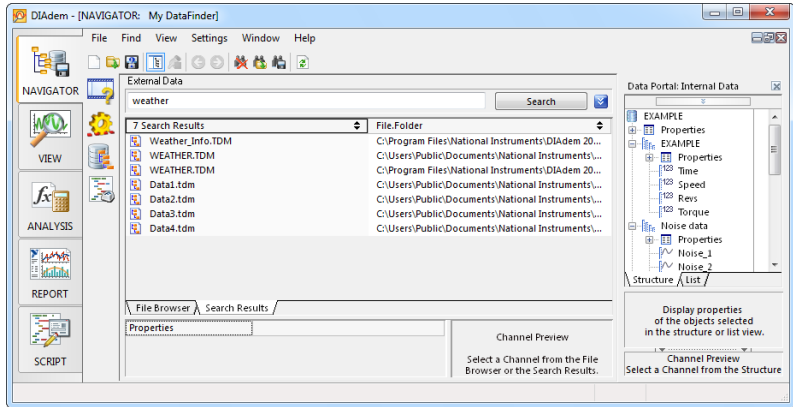 DIAdem - [NAVIGATOR: My DataFinder]
File Find View Settings Window Help
NAVIGATOR
VIEW
ANALYSIS
REPORT
SCRIPT
External Data
weather
Search
7 Search Results File.Folder
Weather_Info.TDM C:\Program Files\National Instruments\DIAdem 20...
WEATHER.TDM C:\Users\Public\Documents\National Instruments\...
WEATHER.TDM C:\Program Files\National Instruments\DIAdem 20...
Data1.tdm C:\Users\Public\Documents\National Instruments\...
Data2.tdm C:\Users\Public\Documents\National Instruments\...
Data3.tdm C:\Users\Public\Documents\National Instruments\...
Data4.tdm C:\Users\Public\Documents\National Instruments\...
File Browser Search Results
Properties
Channel Preview
Select a Channel from the File
Browser or the Search Results.
Data Portal: Internal Data
EXAMPLE
Properties
EXAMPLE
Properties
123 Time
123 Speed
123 Revs
123 Torque
Noise data
Properties
Noise_1
Noise_2
Structure List
Display properties
of the objects selected
in the structure or list view.
Channel Preview
Select a Channel from the Structure